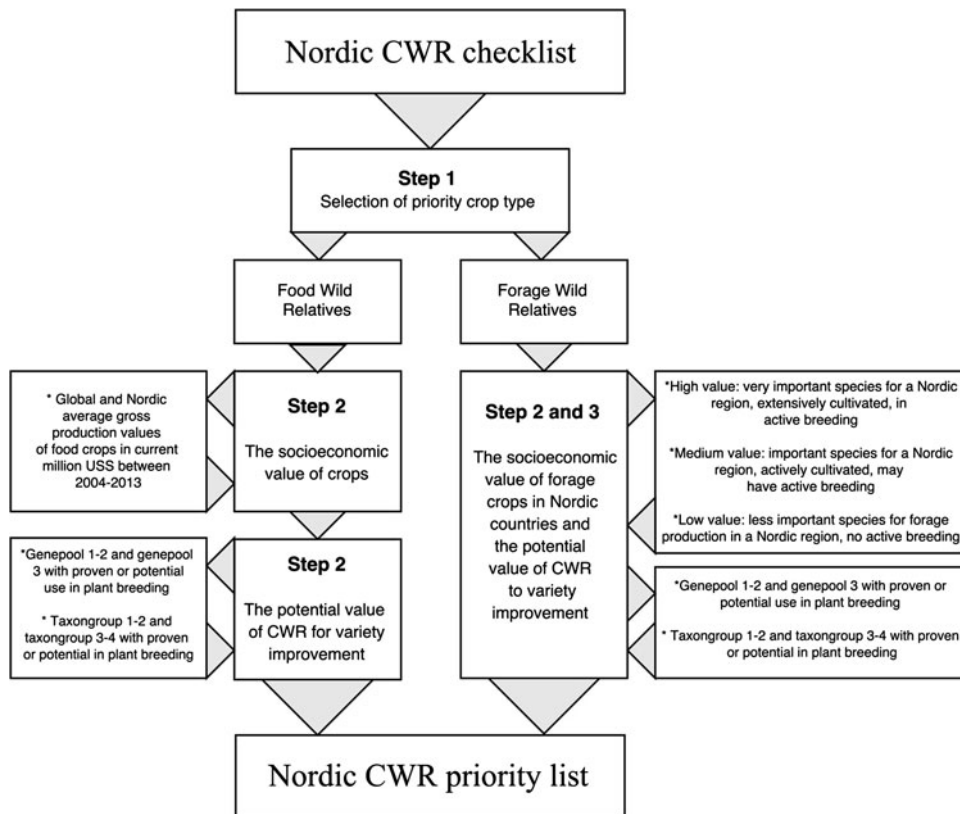 Nordic CWR checklist
Step 1
Selection of priority crop type
Food Wild
Relatives
Forage Wild
Relatives
* Global and Nordic
average gross
production values
of food crops in current
million USS between
2004-2013
Step 2
The socioeconomic
value of crops
*Genepool 1-2 and genepool
3 with proven or potential
use in plant breeding
* Taxongroup 1-2 and
taxongroup 3-4 with proven
or potential in plant breeding
Step 2
The potential value
of CWR for variety
improvement
Step 2 and 3
The socioeconomic
value of forage
crops in Nordic
countries and
the potential
value of CWR
to variety
improvement
*High value: very important species for a Nordic
region, extensively cultivated, in
active breeding
*Medium value: important species for a Nordic
region, actively cultivated, may
have active breeding
*Low value: less important species for forage
production in a Nordic region, no active breeding
*Genepool 1-2 and genepool 3 with proven or
potential use in plant breeding
* Taxongroup 1-2 and taxongroup 3-4 with proven
or potential in plant breeding
Nordic CWR priority list